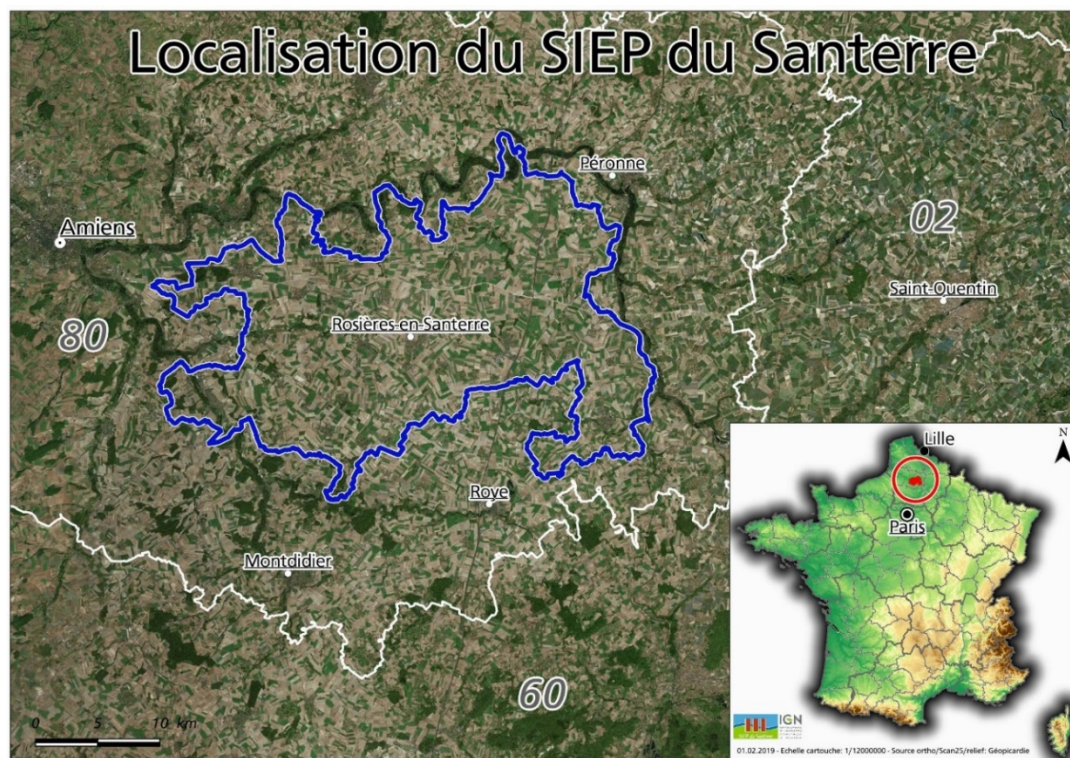 Localisation du SIEP du Santerre
Péronne
02
Amiens
Saint-Quentin
80
Rosières-en-Santerre
N
Lille
Roye
Paris
Montdidier
60
0 5 10 km
IGN
01.02.2019 - Echelle cartouche: 1/12000000 - Source ortho/Scan25/relief: Géopicardie